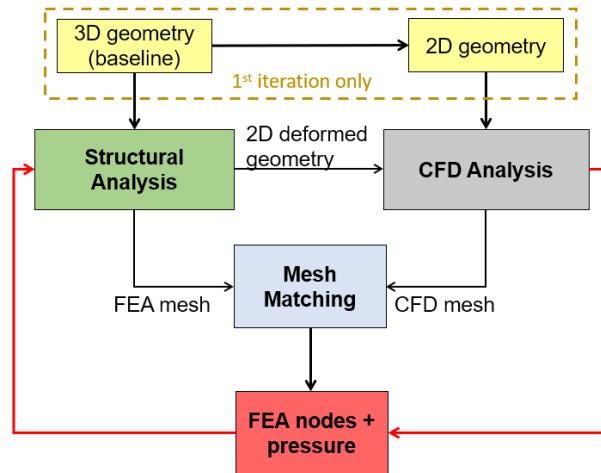 3D geometry
(baseline)
2D geometry
1st iteration only
Structural
Analysis
2D deformed
geometry
CFD Analysis
Mesh
Matching
FEA mesh
CFD mesh
FEA nodes +
pressure